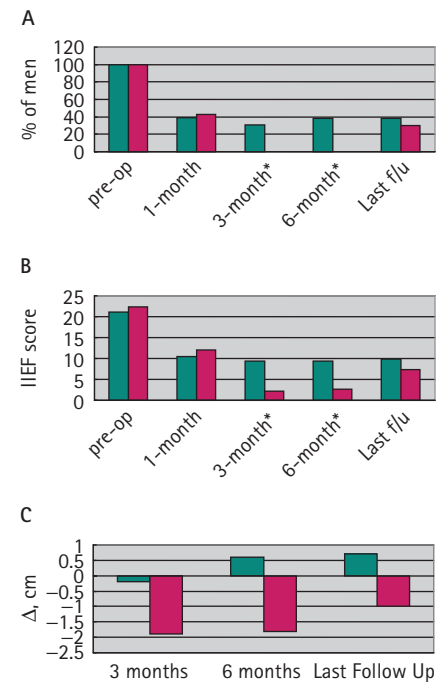 A
% of men
120
100
80
60
40
20
0
pre-op
1-month
3-month*
6-month*
Last f/u
B
IIEF score
25
20
15
10
5
0
pre-op
1-month
3-month*
6-month*
Last f/u
C
Δ, cm
1
0.5
0
−0.5
−1
−1.5
−2
−2.5
3 months 6 months Last Follow Up